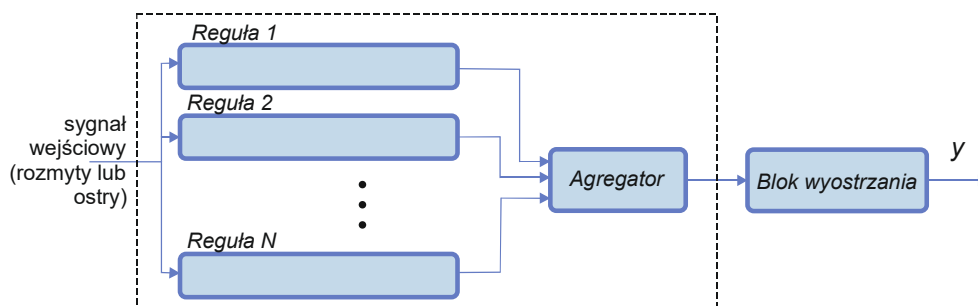 Reguła 1
Reguła 2
sygnał
wejściowy
(rozmyty lub
ostry)
Agregator
Blok wyostrzania
y
Reguła N